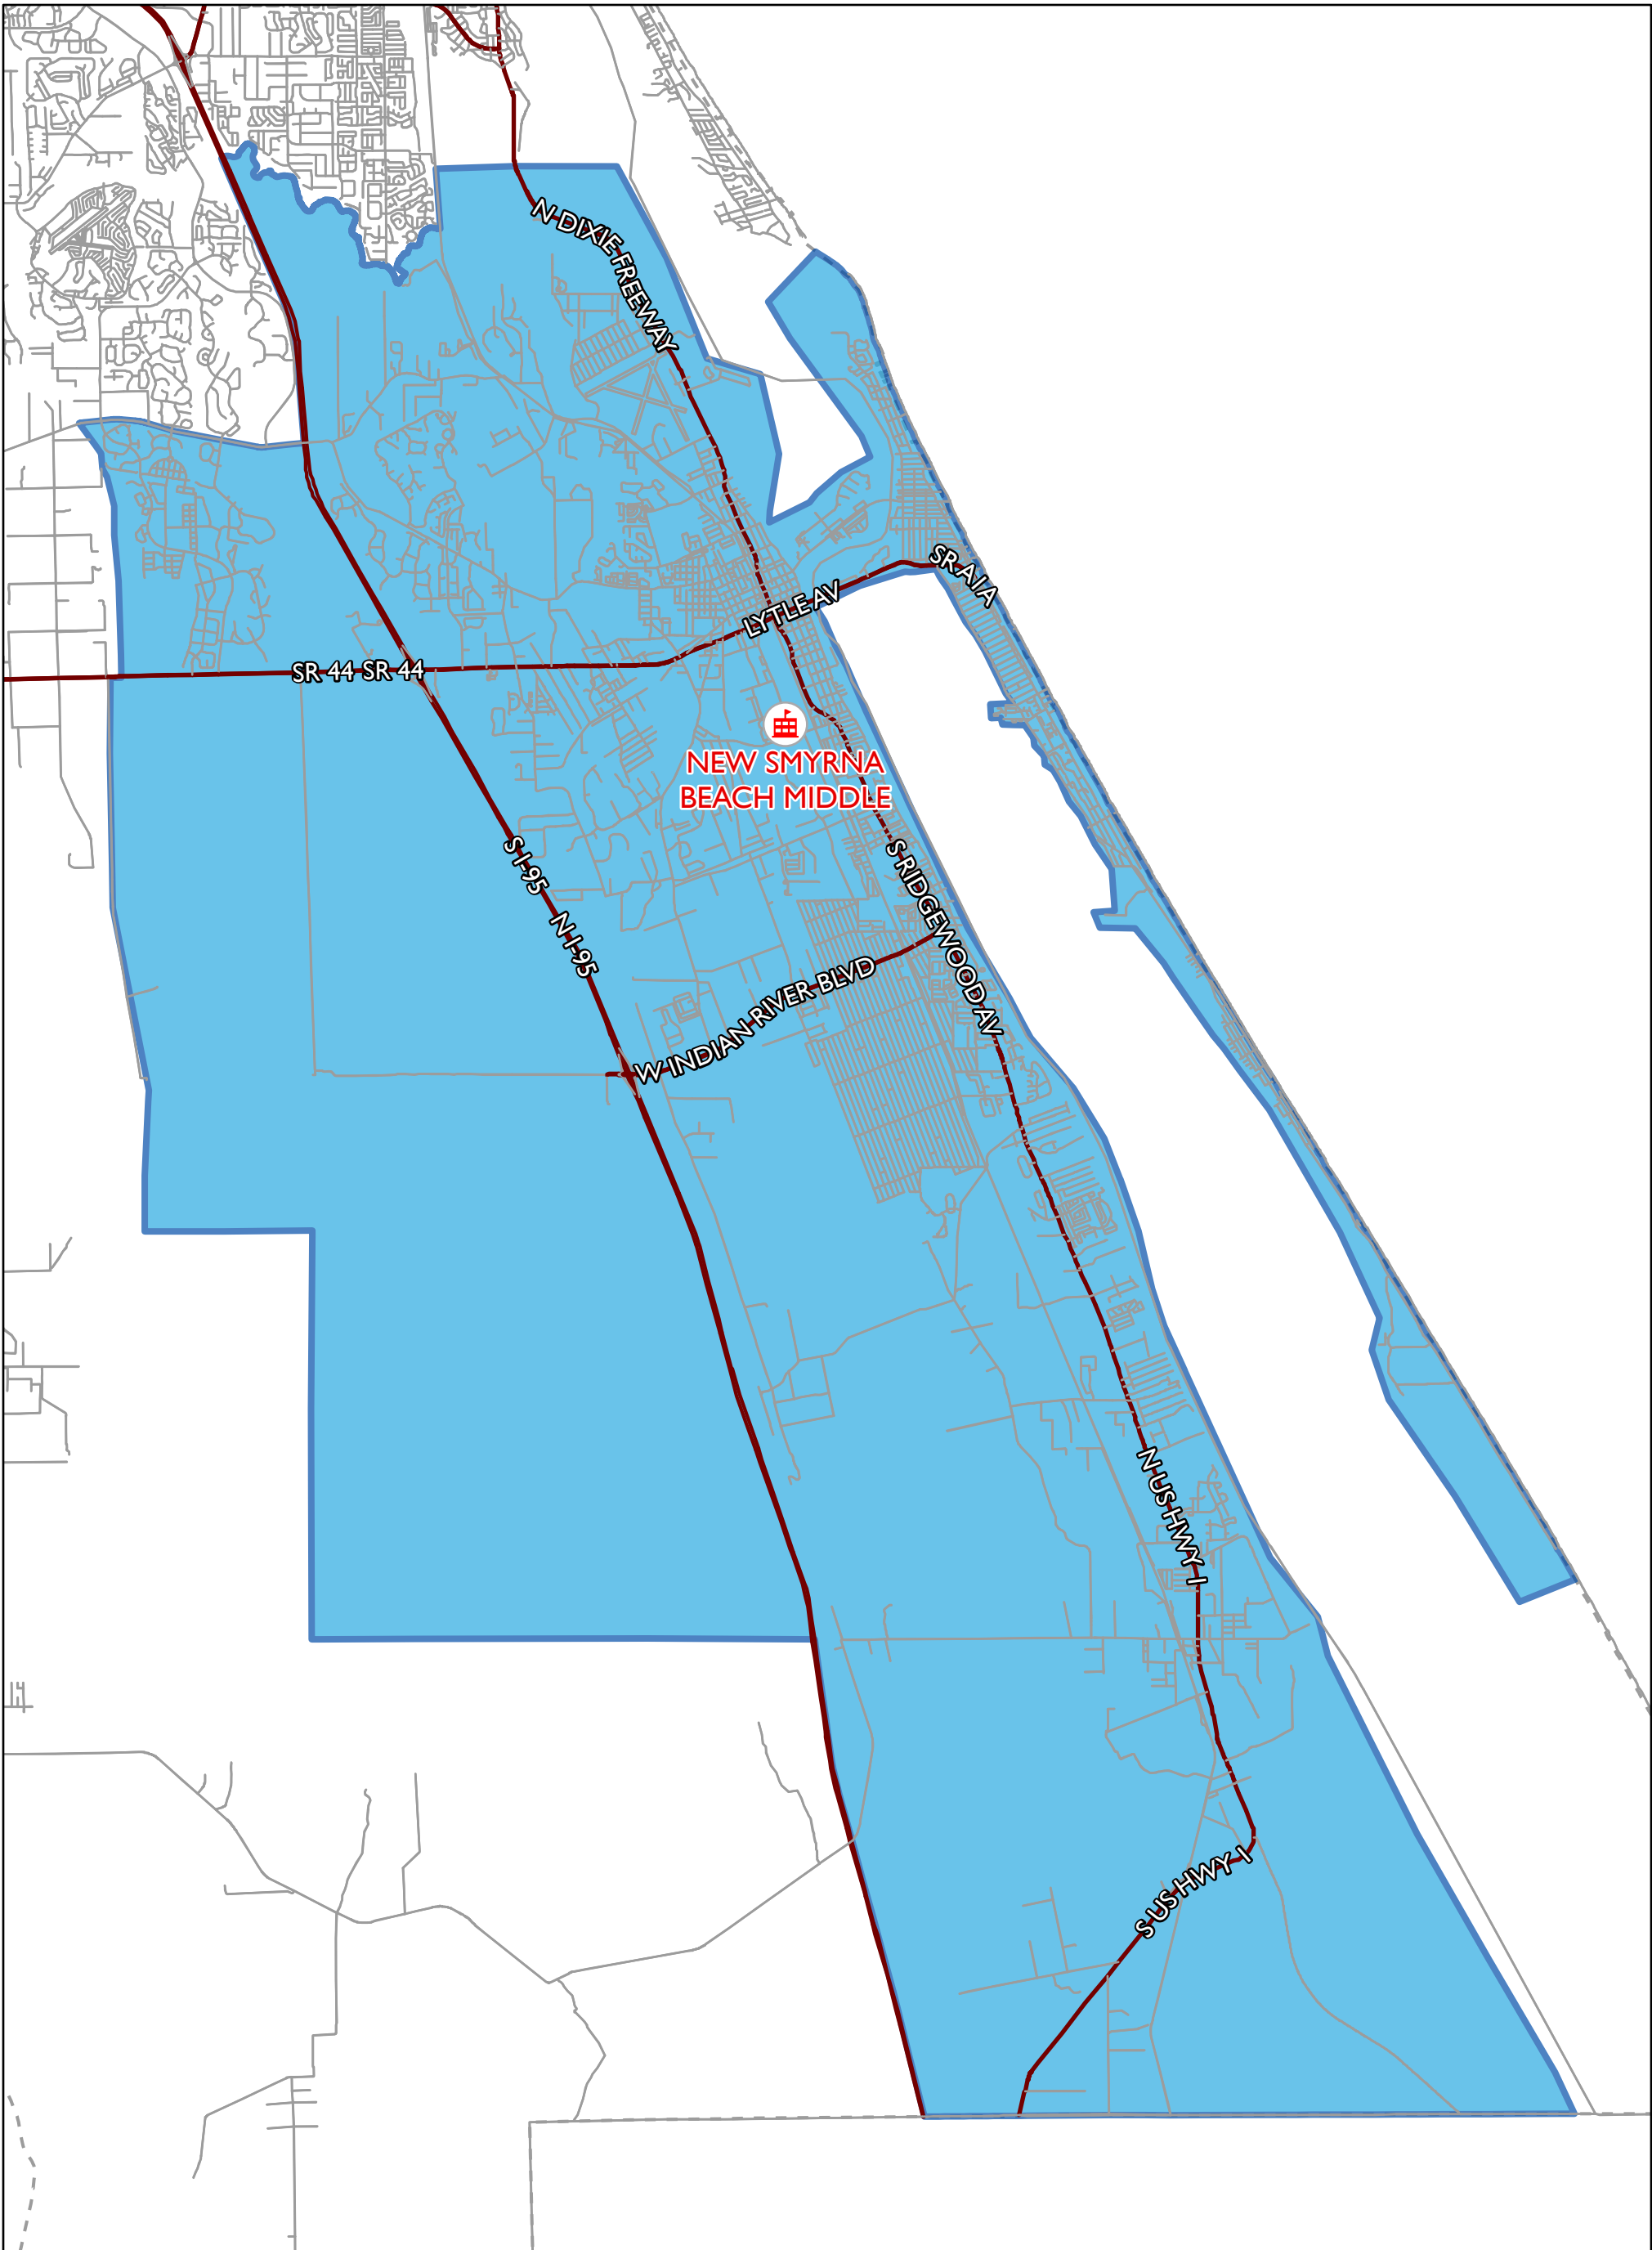 N DIXIE FREEWAY
SR A1A
LYTLE AV
SR 44 SR 44
NEW SMYRNA
BEACH MIDDLE
S I-95
S RIDGEWOOD AV
N I-95
W INDIAN RIVER BLVD
N US HWY 1
S US HWY 1